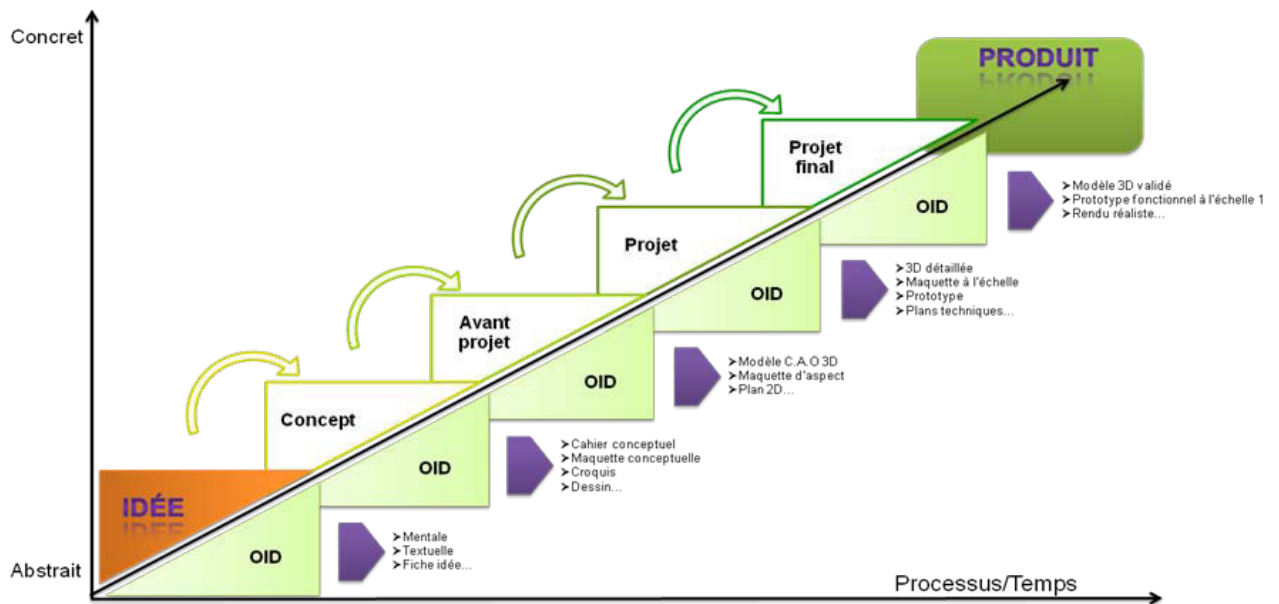 Concret
PRODUIT
Projet
final
OID
➤Modèle 3D validé
➤Prototype fonctionnel à l'échelle 1
➤Rendu réaliste...
Projet
OID
➤3D détaillée
➤Maquette à l'échelle
➤Prototype
➤Plans techniques...
Avant
projet
OID
➤Modèle C.A.O 3D
➤Maquette d'aspect
➤Plan 2D...
Concept
OID
➤Cahier conceptuel
➤Maquette conceptuelle
➤Croquis
➤Dessin...
IDÉE
OID
➤Mentale
➤Textuelle
➤Fiche idée...
Abstrait
Processus/Temps